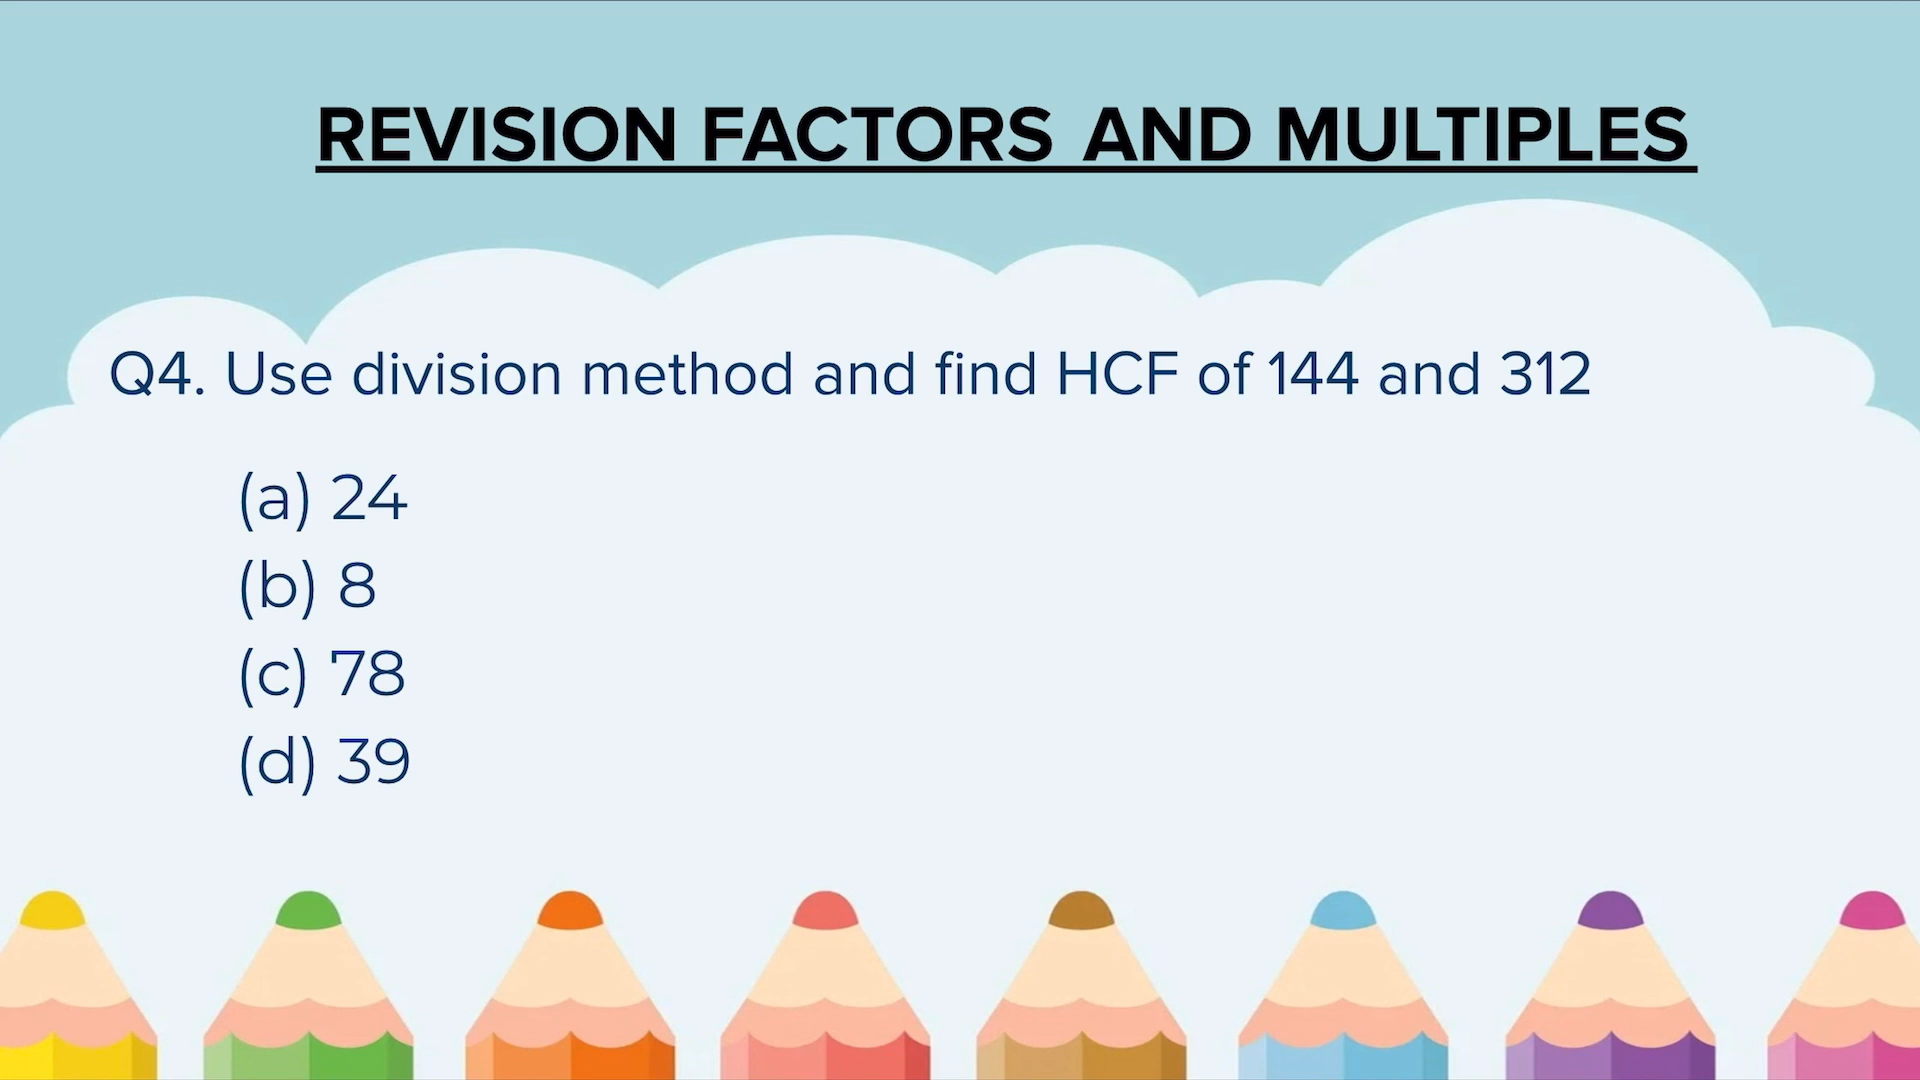 REVISION FACTORS AND MULTIPLES
Q4. Use division method and find HCF of 144 and 312
(a) 24
(b) 8
(c) 78
(d) 39